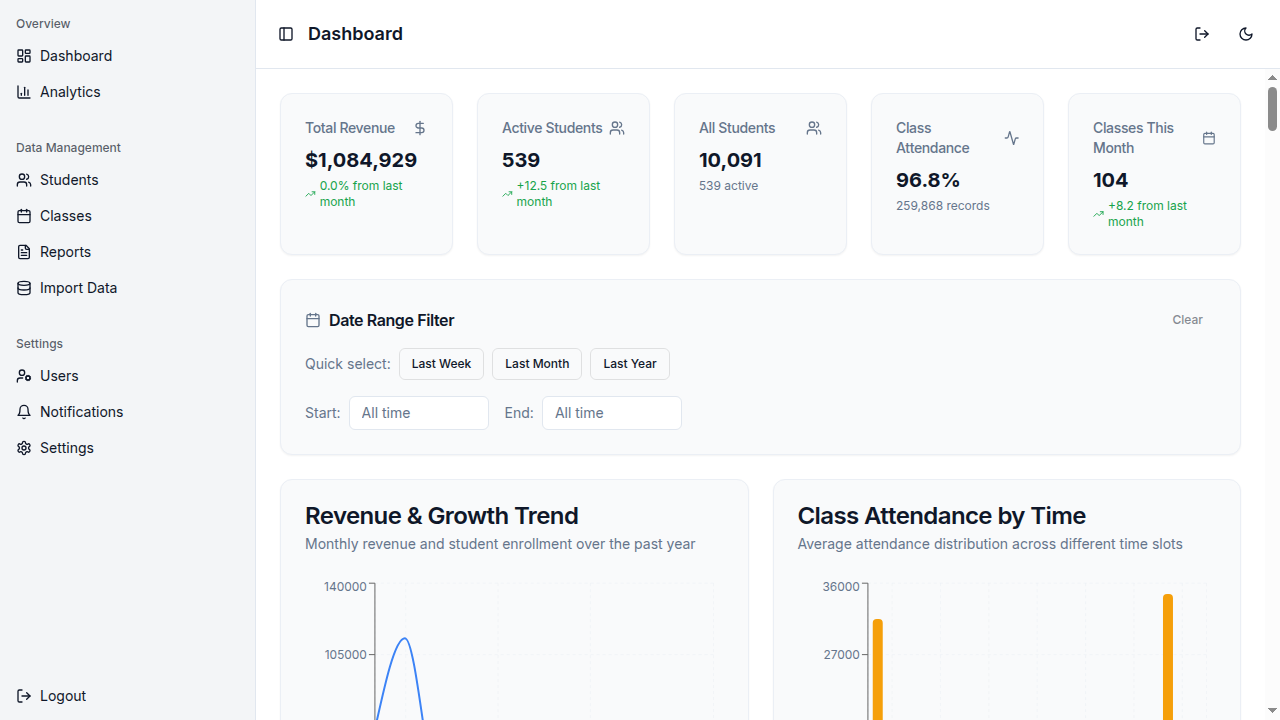 Overview
Dashboard
Analytics
Data Management
Students
Classes
Reports
Import Data
Settings
Users
Notifications
Settings
Logout
Dashboard
Total Revenue
$1,084,929
0.0% from last
month
Active Students
539
+12.5 from last
month
All Students
10,091
539 active
Class
Attendance
96.8%
259,868 records
Classes This
Month
104
+8.2 from last
month
Date Range Filter
Clear
Quick select:
Last Week
Last Month
Last Year
Start:
All time
End:
All time
Revenue & Growth Trend
Monthly revenue and student enrollment over the past year
140000
105000
Class Attendance by Time
Average attendance distribution across different time slots
36000
27000